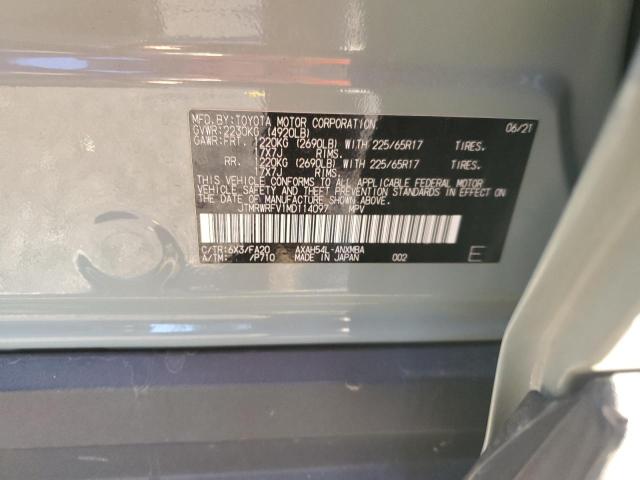 MFD.BY:TOYOTA MOTOR CORPORATION 06/21
GVWR:2230KG (4920LB)
GAWR:FRT. 1220KG (2690LB) WITH 225/65R17 TIRES.
17X7J RIMS.
RR. 1220KG (2690LB) WITH 225/65R17 TIRES.
17X7J RIMS.
THIS VEHICLE CONFORMS TO ALL APPLICABLE FEDERAL MOTOR
VEHICLE SAFETY AND BUMPER STANDARDS IN EFFECT ON THE
DATE OF MANUFACTURE SHOWN ABOVE.
JTMRWRFV1MD114097 MPV
C/TR:6X3/FA20 AXAH54L-ANXMBA
A/TM: /P710 MADE IN JAPAN 002 E